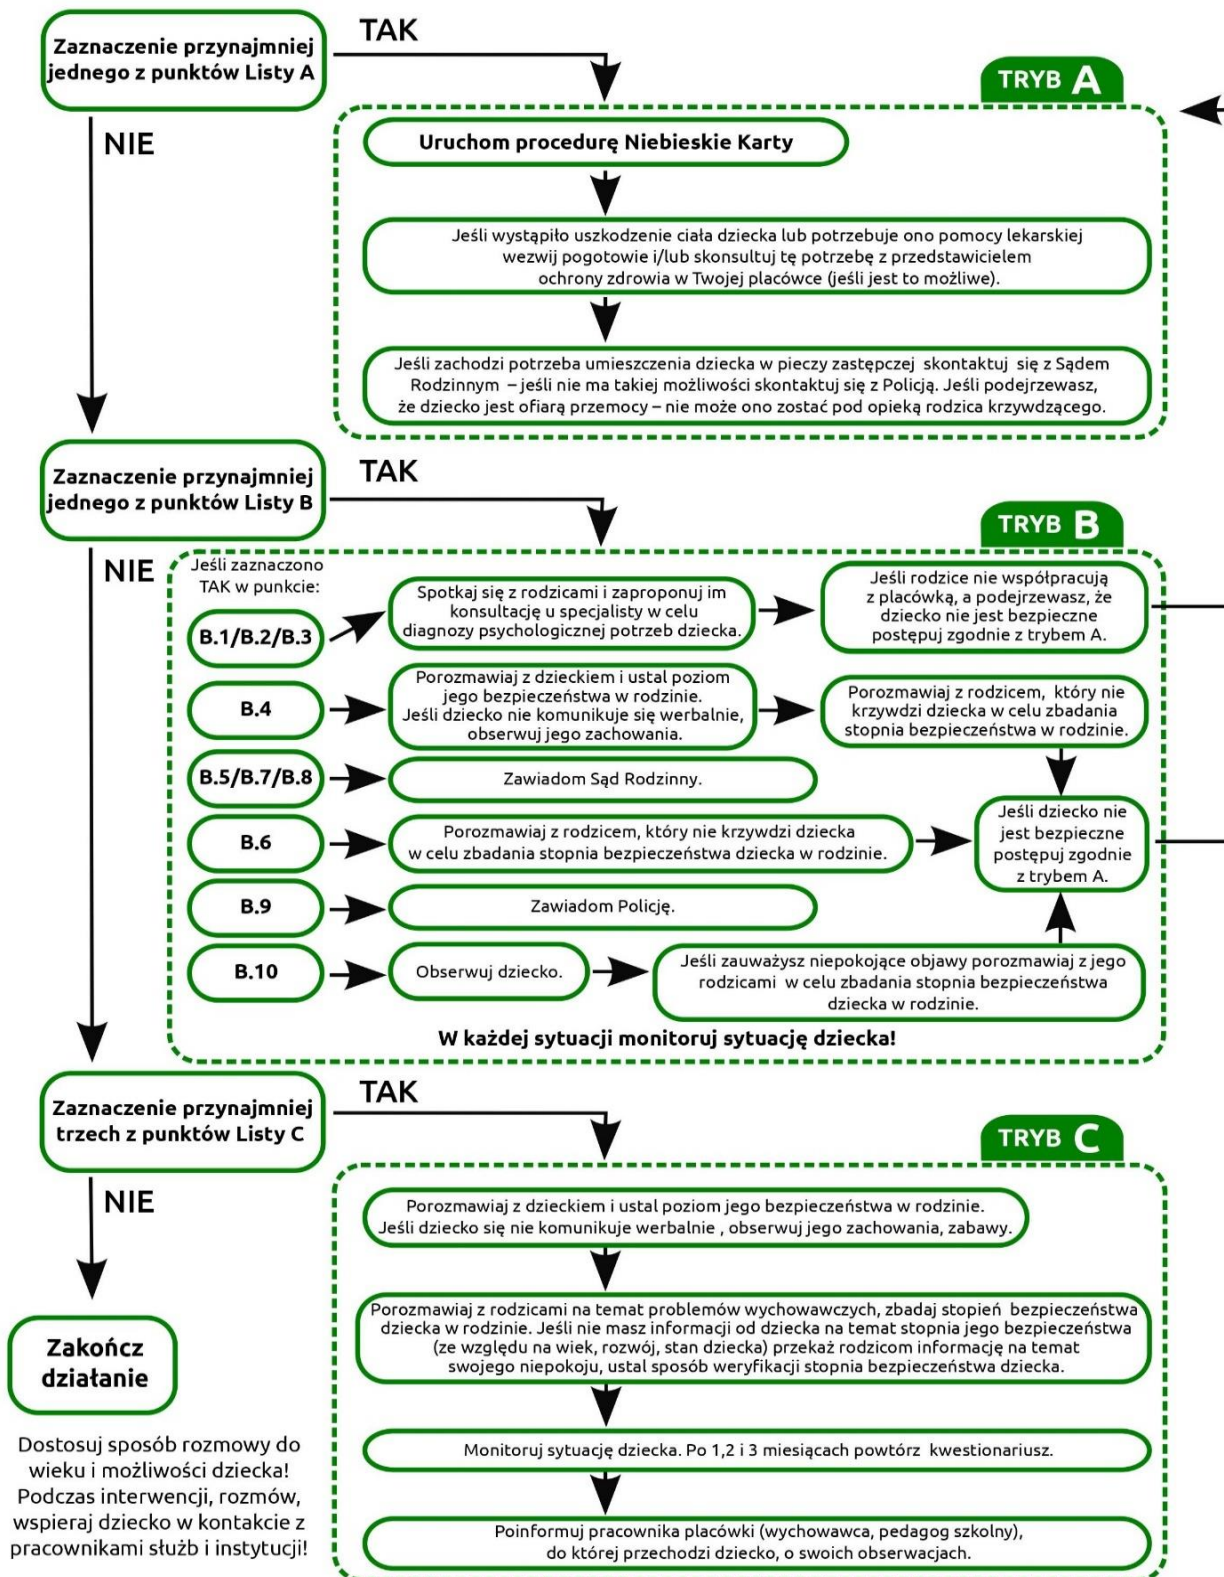 Zaznaczenie przynajmniej
jednego z punktów Listy A
TAK
NIE
TRYB A
Uruchom procedurę Niebieskie Karty
Jeśli wystąpiło uszkodzenie ciała dziecka lub potrzebuje ono pomocy lekarskiej
wezwij pogotowie i/lub skonsultuj tę potrzebę z przedstawicielem
ochrony zdrowia w Twojej placówce (jeśli jest to możliwe).
Jeśli zachodzi potrzeba umieszczenia dziecka w pieczy zastępczej skontaktuj się z Sądem
Rodzinnym – jeśli nie ma takiej możliwości skontaktuj się z Policją. Jeśli podejrzewasz,
że dziecko jest ofiarą przemocy – nie może ono zostać pod opieką rodzica krzywdzącego.
Zaznaczenie przynajmniej
jednego z punktów Listy B
TAK
NIE
TRYB B
Jeśli zaznaczono
TAK w punkcie:
B.1/B.2/B.3
Spotkaj się z rodzicami i zaproponuj im
konsultację u specjalisty w celu
diagnozy psychologicznej potrzeb dziecka.
Jeśli rodzice nie współpracują
z placówką, a podejrzewasz, że
dziecko nie jest bezpieczne
postępuj zgodnie z trybem A.
B.4
Porozmawiaj z dzieckiem i ustal poziom
jego bezpieczeństwa w rodzinie.
Jeśli dziecko nie komunikuje się werbalnie,
obserwuj jego zachowania.
Porozmawiaj z rodzicem, który nie
krzywdzi dziecka w celu zbadania
stopnia bezpieczeństwa w rodzinie.
B.5/B.7/B.8
Zawiadom Sąd Rodzinny.
B.6
Porozmawiaj z rodzicem, który nie krzywdzi dziecka
w celu zbadania stopnia bezpieczeństwa dziecka w rodzinie.
Jeśli dziecko nie
jest bezpieczne
postępuj zgodnie
z trybem A.
B.9
Zawiadom Policję.
B.10
Obserwuj dziecko.
Jeśli zauważysz niepokojące objawy porozmawiaj z jego
rodzicami w celu zbadania stopnia bezpieczeństwa
dziecka w rodzinie.
W każdej sytuacji monitoruj sytuację dziecka!
Zaznaczenie przynajmniej
trzech z punktów Listy C
TAK
NIE
TRYB C
Porozmawiaj z dzieckiem i ustal poziom jego bezpieczeństwa w rodzinie.
Jeśli dziecko się nie komunikuje werbalnie , obserwuj jego zachowania, zabawy.
Porozmawiaj z rodzicami na temat problemów wychowawczych, zbadaj stopień bezpieczeństwa
dziecka w rodzinie. Jeśli nie masz informacji od dziecka na temat stopnia jego bezpieczeństwa
(ze względu na wiek, rozwój, stan dziecka) przekaż rodzicom informację na temat
swojego niepokoju, ustal sposób weryfikacji stopnia bezpieczeństwa dziecka.
Monitoruj sytuację dziecka. Po 1,2 i 3 miesiącach powtórz kwestionariusz.
Poinformuj pracownika placówki (wychowawca, pedagog szkolny),
do której przechodzi dziecko, o swoich obserwacjach.
Zakończ
działanie
Dostosuj sposób rozmowy do
wieku i możliwości dziecka!
Podczas interwencji, rozmów,
wspieraj dziecko w kontakcie z
pracownikami służb i instytucji!